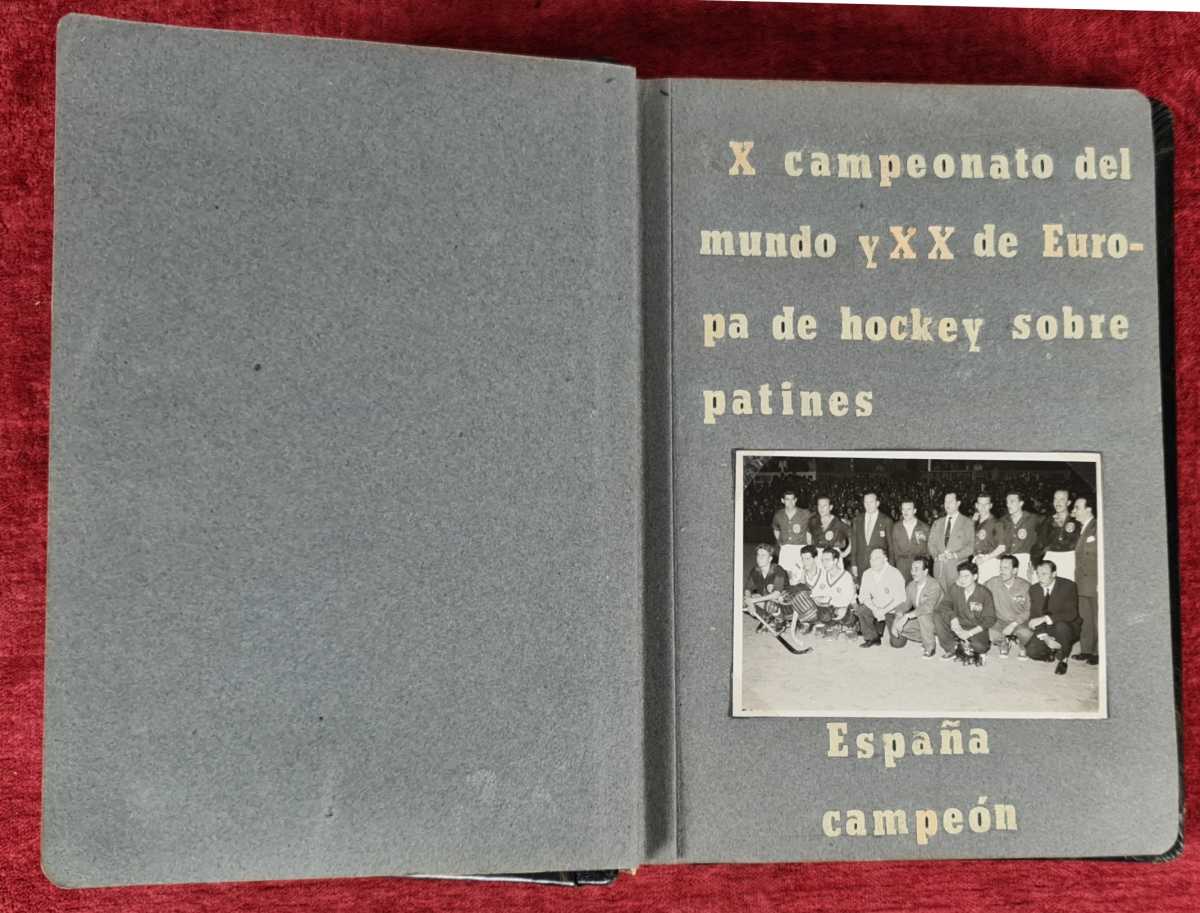 X campeonato del
mundo y XX de Euro-
pa de hockey sobre
patines
España
campeón